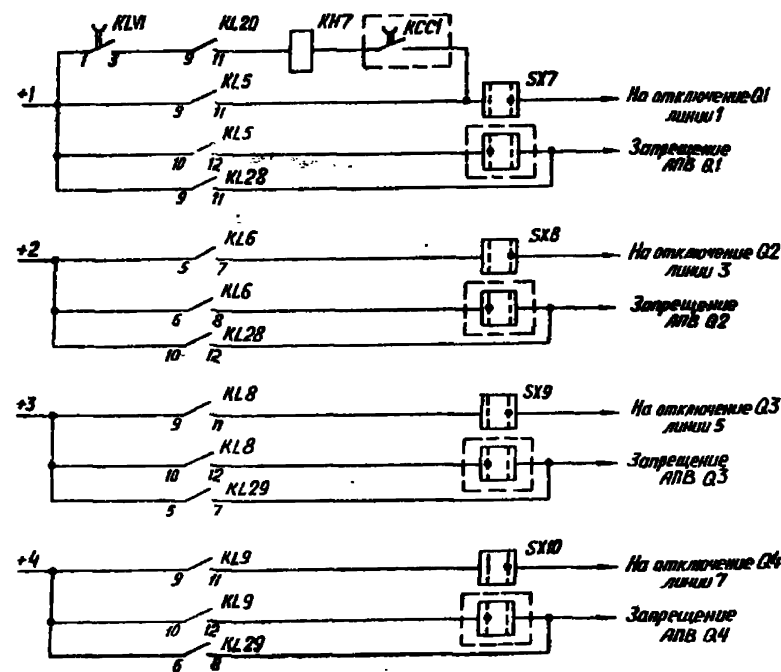 KLV1 KL20 KH7 KCC1
1 3 9 11
+1 KL5 SX7 На отключение Q1
9 11 линии 1
KL5 Запрещение
10 12 АПВ Q1
KL28
9 11
+2 KL6 SX8 На отключение Q2
5 7 линии 3
KL6 Запрещение
6 8 АПВ Q2
KL28
10 12
+3 KL8 SX9 На отключение Q3
9 11 линии 5
KL8 Запрещение
10 12 АПВ Q3
KL29
5 7
+4 KL9 SX10 На отключение Q4
9 11 линии 7
KL9 Запрещение
10 12 АПВ Q4
KL29
6 8